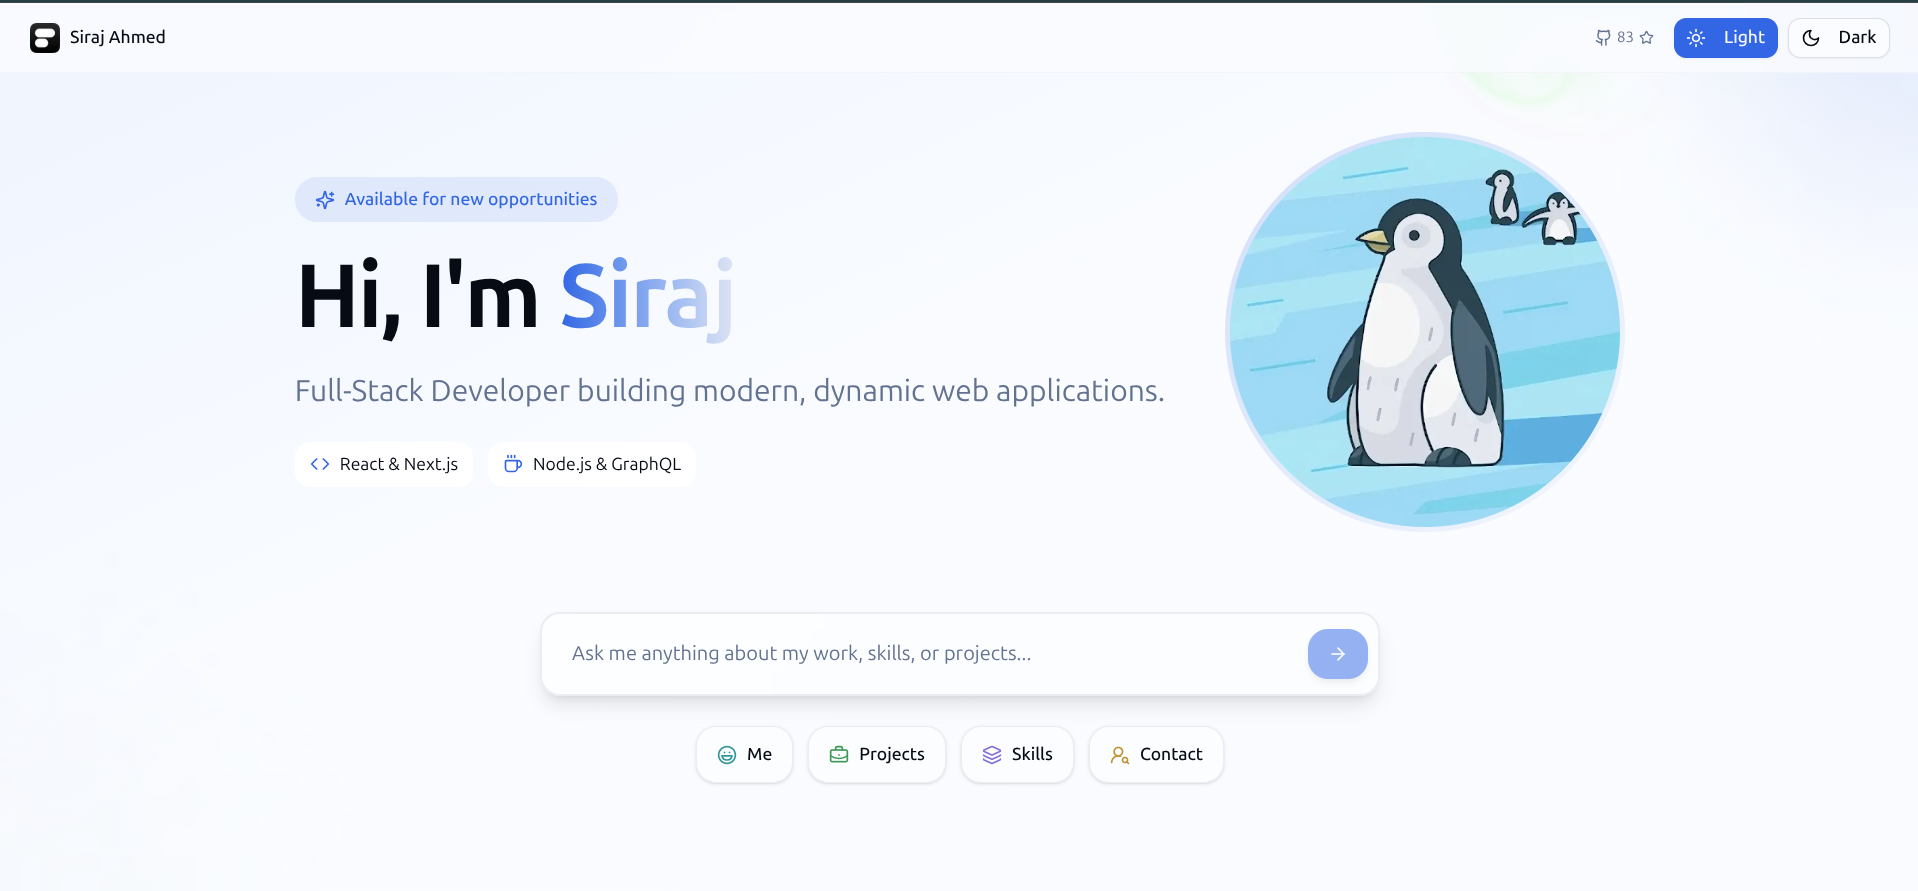 Siraj Ahmed
83
Light
Dark
Available for new opportunities
Hi, I'm Siraj
Full-Stack Developer building modern, dynamic web applications.
React & Next.js
Node.js & GraphQL
Ask me anything about my work, skills, or projects...
Me
Projects
Skills
Contact